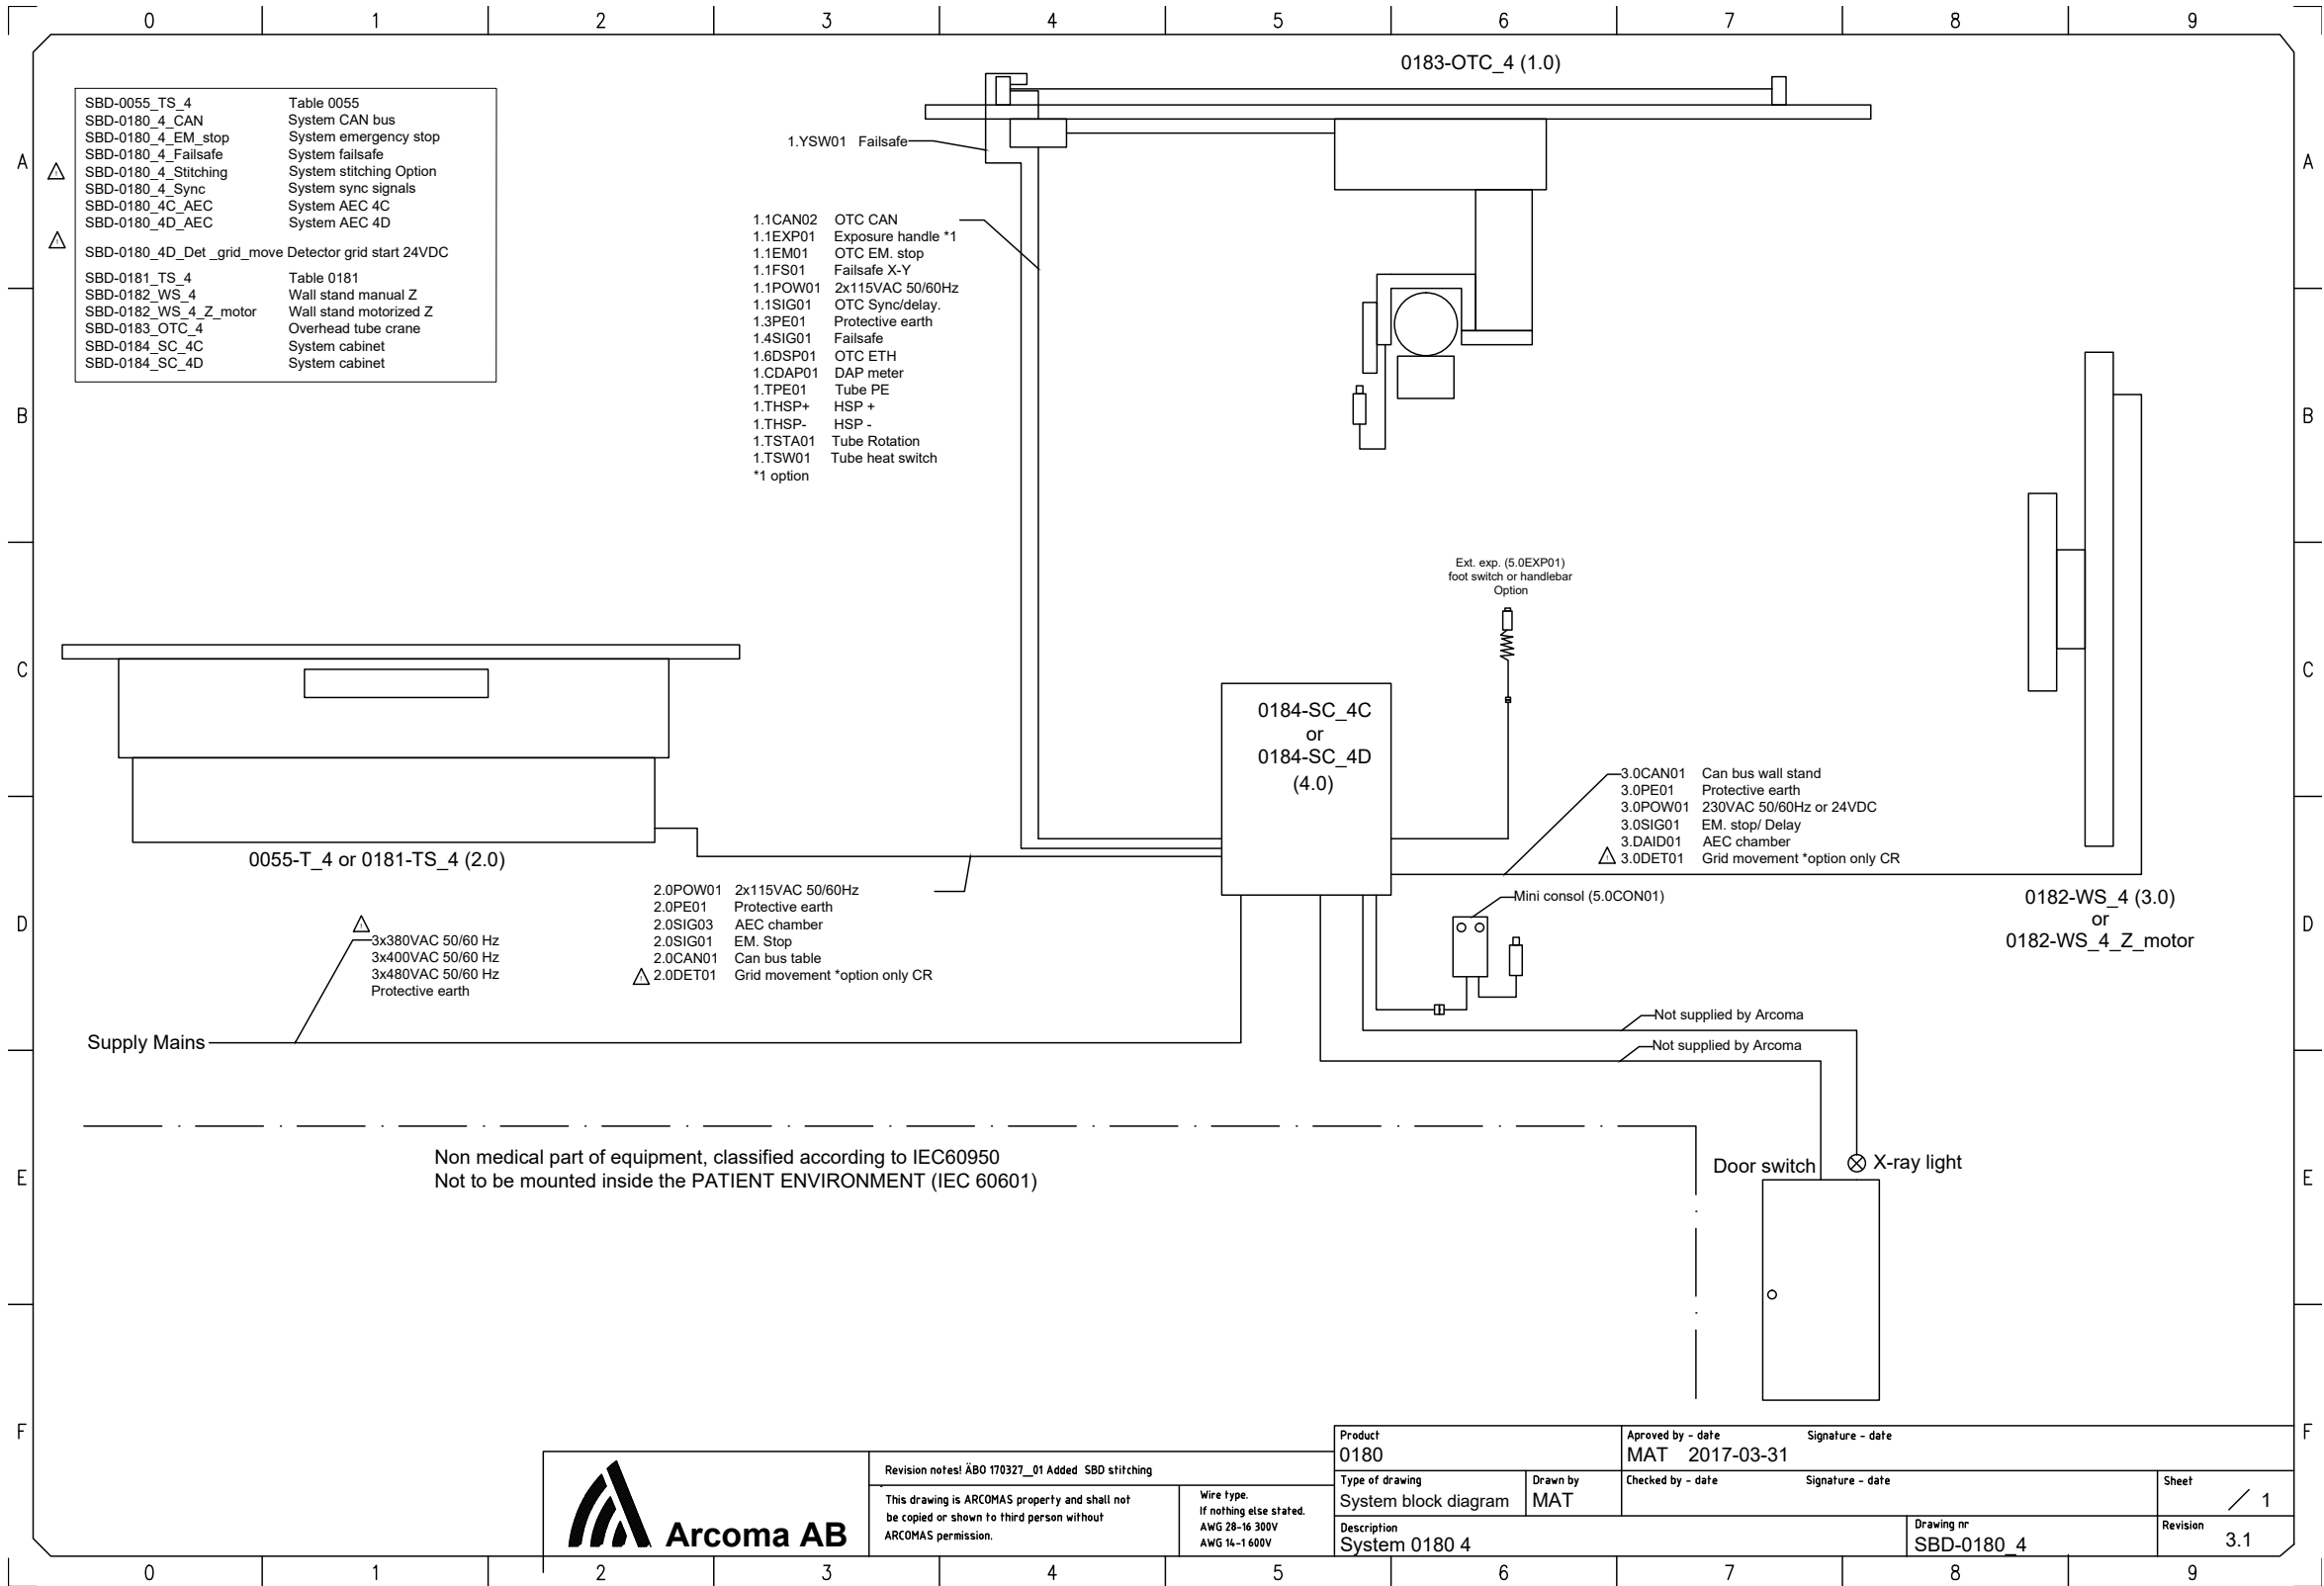 0 1 2 3 4 5 6 7 8 9
0183-OTC_4 (1.0)
SBD-0055_TS_4 Table 0055
SBD-0180_4_CAN System CAN bus
SBD-0180_4_EM_stop System emergency stop
SBD-0180_4_Failsafe System failsafe
SBD-0180_4_Stitching System stitching Option
SBD-0180_4_Sync System sync signals
SBD-0180_4C_AEC System AEC 4C
SBD-0180_4D_AEC System AEC 4D
SBD-0180_4D_Det _grid_move Detector grid start 24VDC
SBD-0181_TS_4 Table 0181
SBD-0182_WS_4 Wall stand manual Z
SBD-0182_WS_4_Z_motor Wall stand motorized Z
SBD-0183_OTC_4 Overhead tube crane
SBD-0184_SC_4C System cabinet
SBD-0184_SC_4D System cabinet
A A
1.YSW01 Failsafe
1.1CAN02 OTC CAN
1.1EXP01 Exposure handle *1
1.1EM01 OTC EM. stop
1.1FS01 Failsafe X-Y
1.1POW01 2x115VAC 50/60Hz
1.1SIG01 OTC Sync/delay.
1.3PE01 Protective earth
1.4SIG01 Failsafe
1.6DSP01 OTC ETH
1.CDAP01 DAP meter
1.TPE01 Tube PE
1.THSP+ HSP +
1.THSP- HSP -
1.TSTA01 Tube Rotation
1.TSW01 Tube heat switch
*1 option
B B
Ext. exp. (5.0EXP01)
foot switch or handlebar
Option
C C
0184-SC_4C
or
0184-SC_4D
(4.0)
3.0CAN01 Can bus wall stand
3.0PE01 Protective earth
3.0POW01 230VAC 50/60Hz or 24VDC
3.0SIG01 EM. stop/ Delay
3.DAID01 AEC chamber
3.0DET01 Grid movement *option only CR
0055-T_4 or 0181-TS_4 (2.0)
2.0POW01 2x115VAC 50/60Hz
2.0PE01 Protective earth
2.0SIG03 AEC chamber
2.0SIG01 EM. Stop
2.0CAN01 Can bus table
2.0DET01 Grid movement *option only CR
Mini consol (5.0CON01)
0182-WS_4 (3.0)
or
0182-WS_4_Z_motor
D D
3x380VAC 50/60 Hz
3x400VAC 50/60 Hz
3x480VAC 50/60 Hz
Protective earth
Supply Mains
Not supplied by Arcoma
Not supplied by Arcoma
Non medical part of equipment, classified according to IEC60950
Not to be mounted inside the PATIENT ENVIRONMENT (IEC 60601)
E E
Door switch X-ray light
F F
Arcoma AB
Revision notes! ÄBO 170327_01 Added SBD stitching
This drawing is ARCOMAS property and shall not
be copied or shown to third person without
ARCOMAS permission.
Wire type.
If nothing else stated.
AWG 28-16 300V
AWG 14-1 600V
Product
0180
Aproved by - date Signature - date
MAT 2017-03-31
Type of drawing
System block diagram
Drawn by
MAT
Checked by - date Signature - date
Sheet
/ 1
Description
System 0180 4
Drawing nr
SBD-0180_4
Revision
3.1
0 1 2 3 4 5 6 7 8 9